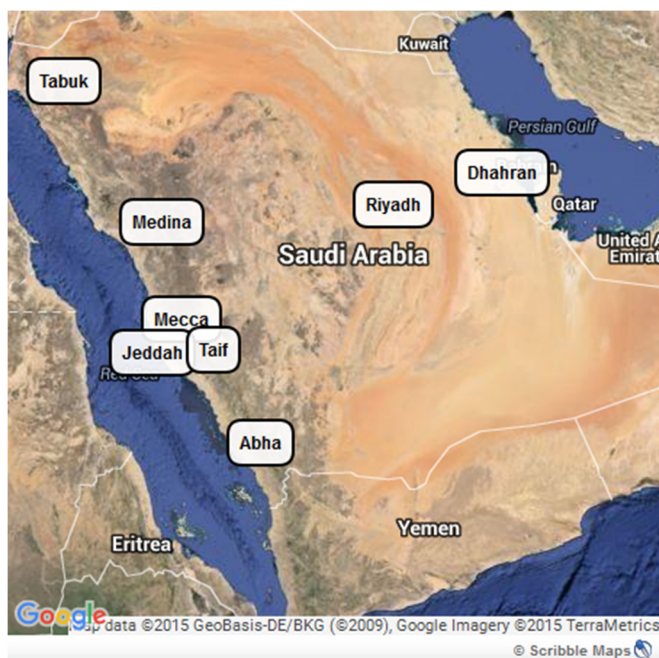 Kuwait
Tabuk
Persian Gulf
Dhahran
Medina
Riyadh
Qatar
Saudi Arabia
United A
Emirat
Mecca
Jeddah
Taif
Red Sea
Abha
Yemen
Eritrea
Google
p data ©2015 GeoBasis-DE/BKG (©2009), Google Imagery ©2015 TerraMetrics
© Scribble Maps